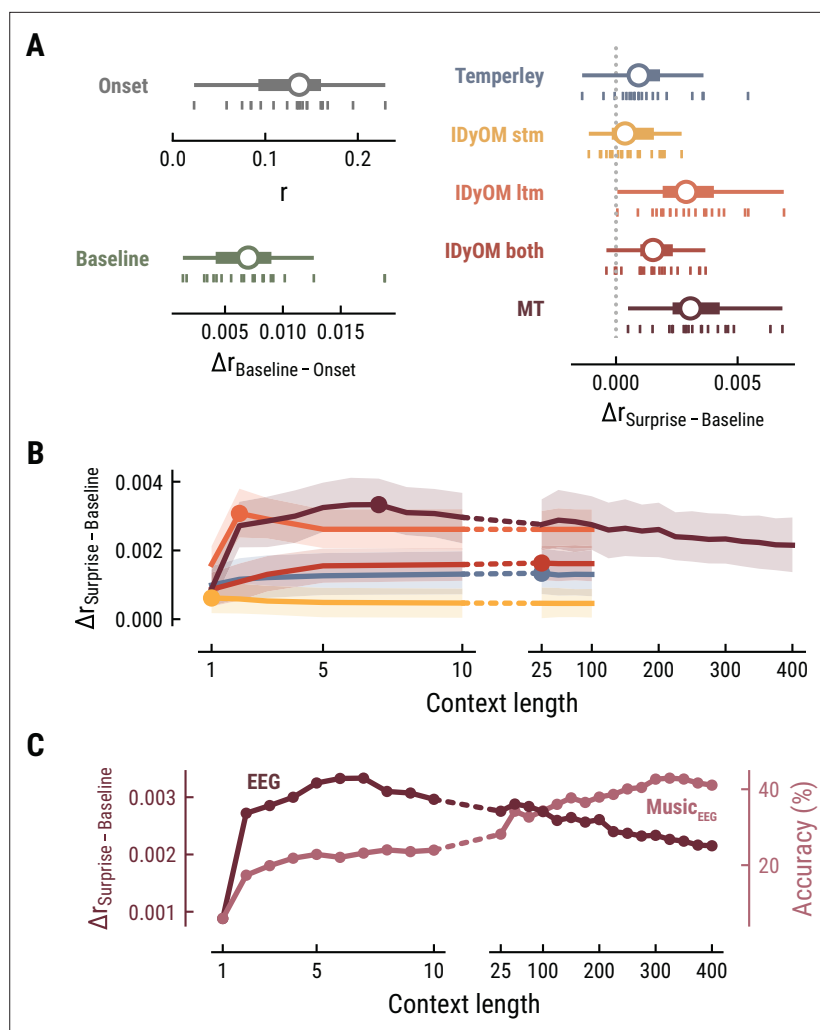 A
Onset
0.0 0.1 0.2
r
Baseline
0.005 0.010 0.015
Δr Baseline – Onset
Temperley
IDyOM stm
IDyOM ltm
IDyOM both
MT
0.000 0.005
Δr Surprise – Baseline
B
Δr Surprise – Baseline
0.004
0.002
0.000
1 5 10 25 100 200 300 400
Context length
C
Δr Surprise – Baseline
0.003
0.002
0.001
EEG
Music EEG
40
20
Accuracy (%)
1 5 10 25 100 200 300 400
Context length